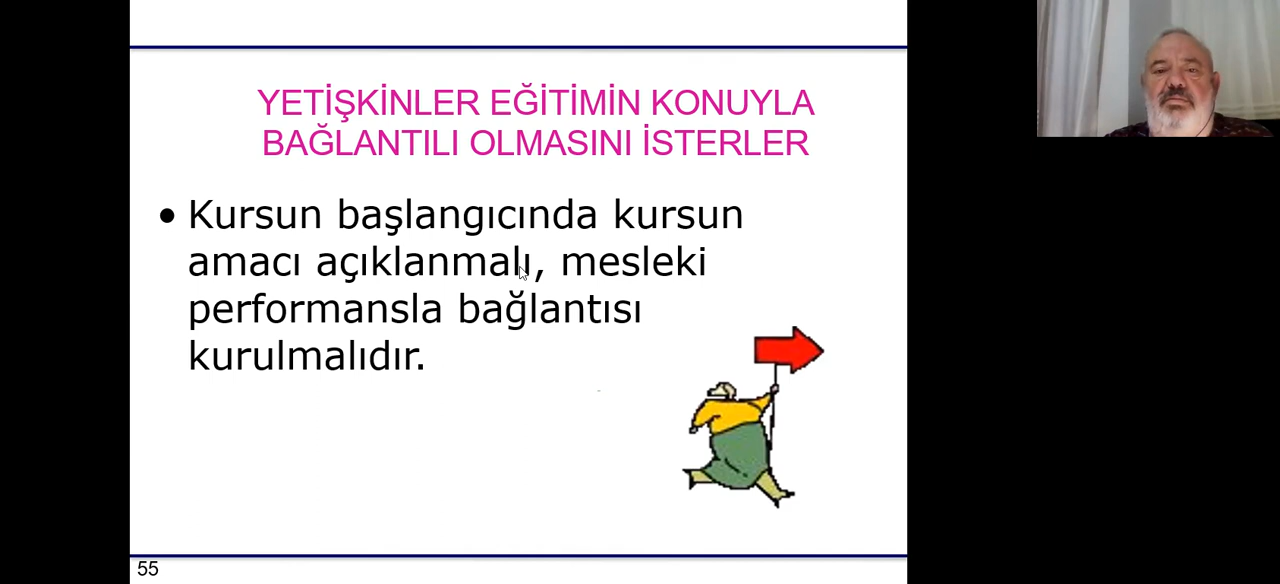 YETİŞKİNLER EĞİTİMİN KONUYLA
BAĞLANTILI OLMASINI İSTERLER
• Kursun başlangıcında kursun
amacı açıklanmalı, mesleki
performansla bağlantısı
kurulmalıdır.
55